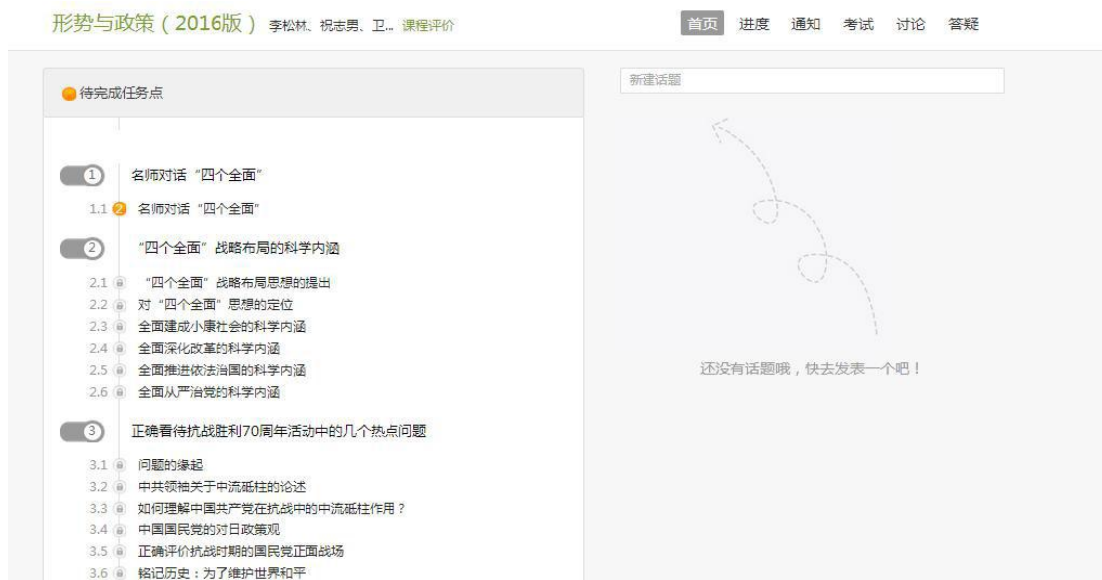 形势与政策（2016版） 李松林、祝志男、卫... 课程评价
首页 进度 通知 考试 讨论 答疑
待完成任务点
新建话题
1 名师对话“四个全面”
1.1 2 名师对话“四个全面”
2 “四个全面”战略布局的科学内涵
2.1 “四个全面”战略布局思想的提出
2.2 对“四个全面”思想的定位
2.3 全面建成小康社会的科学内涵
2.4 全面深化改革的科学内涵
2.5 全面推进依法治国的科学内涵
2.6 全面从严治党的科学内涵
还没有话题哦，快去发表一个吧！
3 正确看待抗战胜利70周年活动中的几个热点问题
3.1 问题的缘起
3.2 中共领袖关于中流砥柱的论述
3.3 如何理解中国共产党在抗战中的中流砥柱作用？
3.4 中国国民党的对日政策观
3.5 正确评价抗战时期的国民党正面战场
3.6 铭记历史：为了维护世界和平